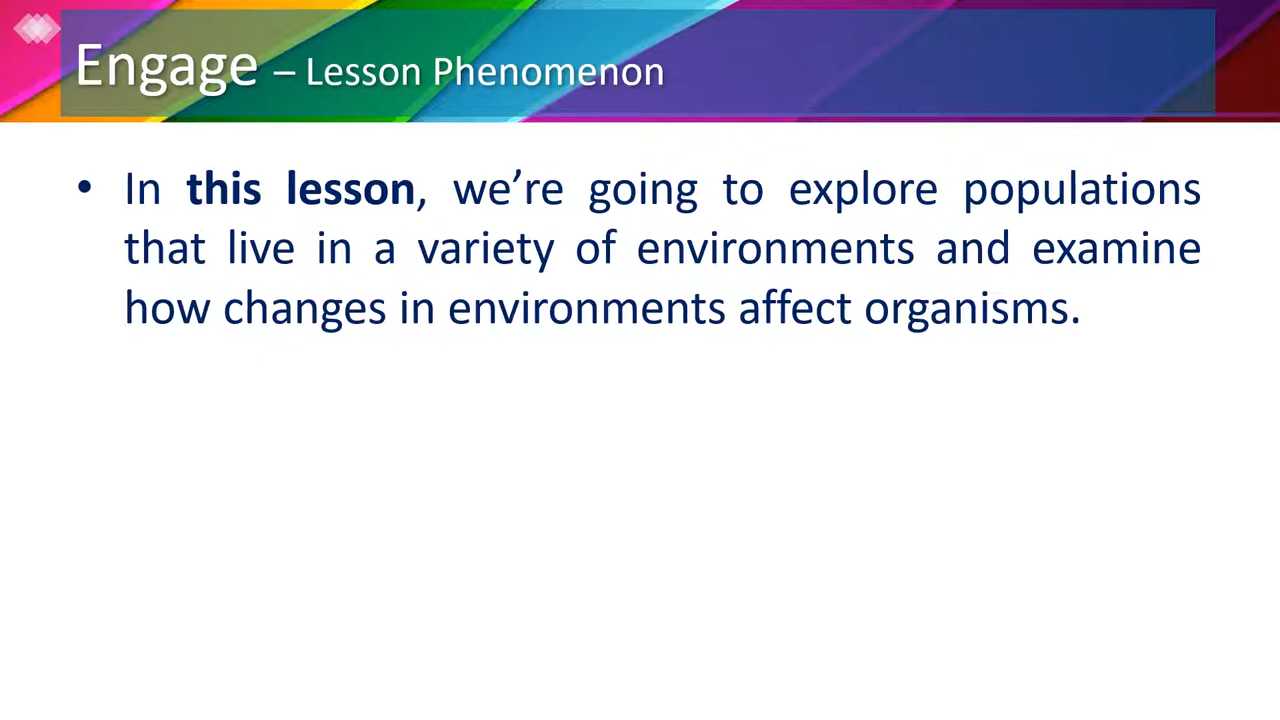 Engage – Lesson Phenomenon
• In this lesson, we’re going to explore populations
that live in a variety of environments and examine
how changes in environments affect organisms.